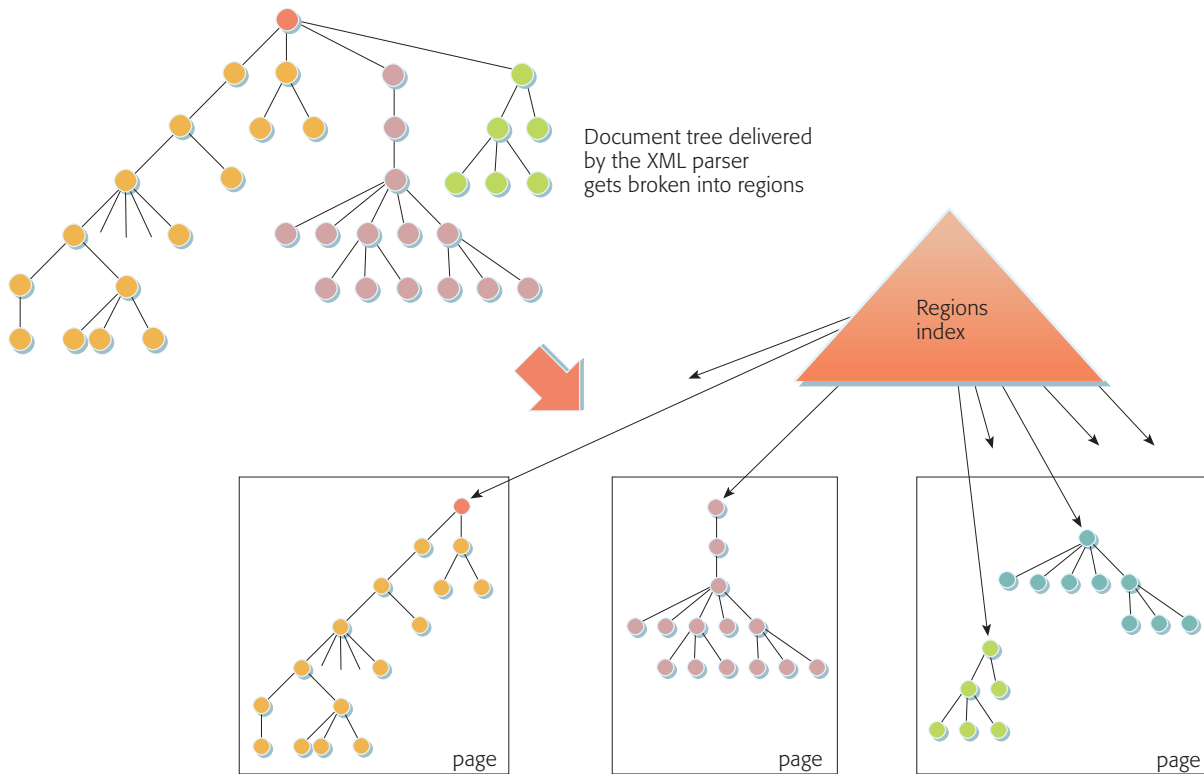 Document tree delivered
by the XML parser
gets broken into regions
Regions
index
page
page
page